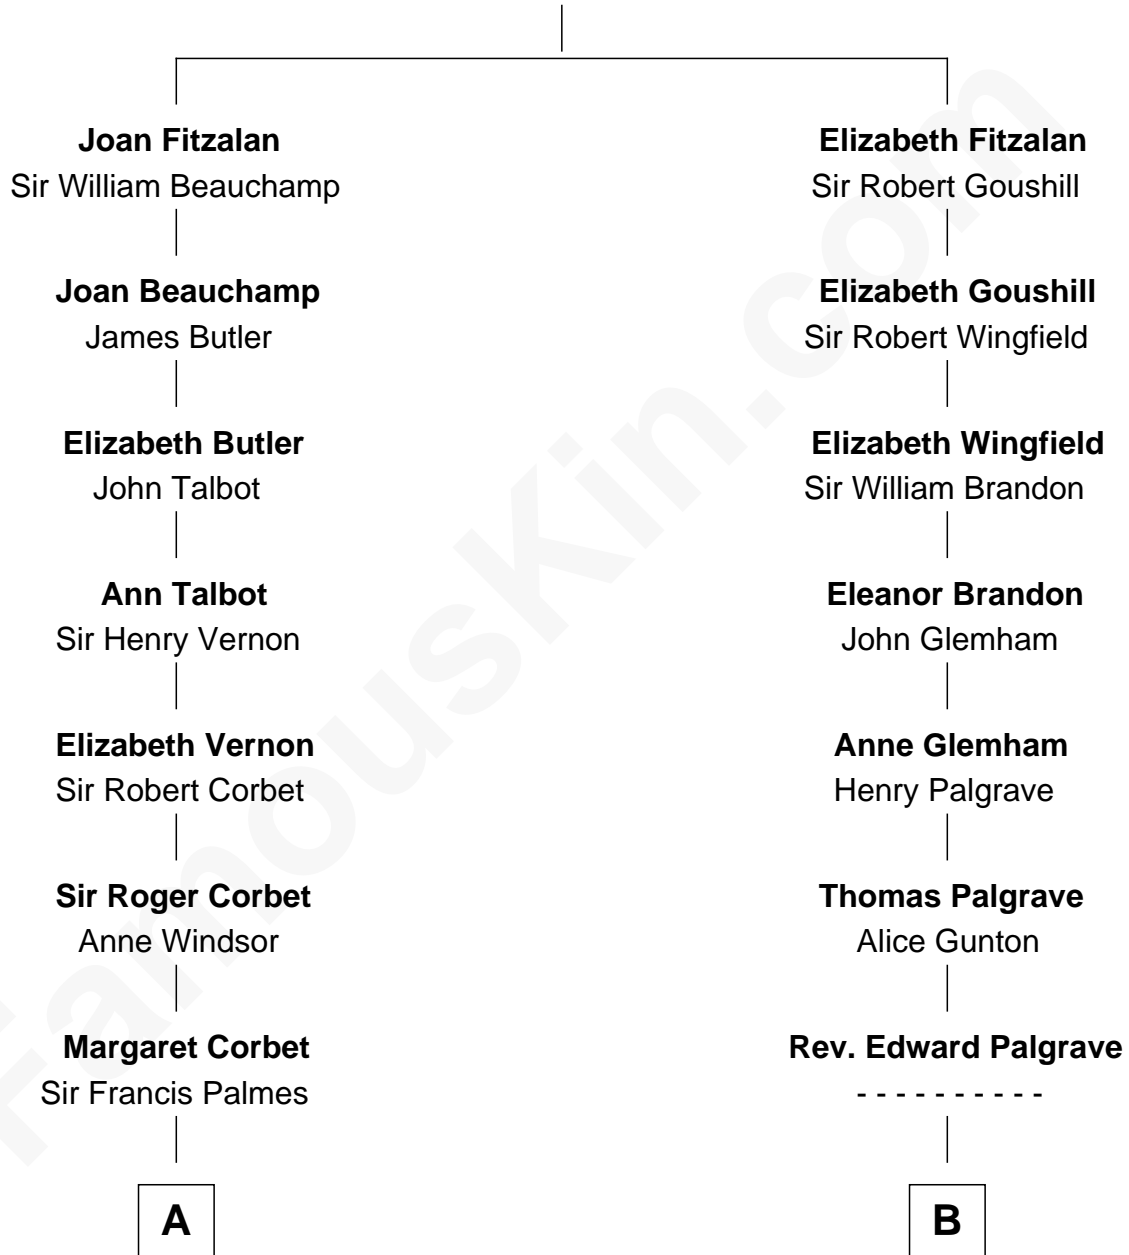 Joan Fitzalan
Sir William Beauchamp
Joan Beauchamp
James Butler
Elizabeth Butler
John Talbot
Ann Talbot
Sir Henry Vernon
Elizabeth Vernon
Sir Robert Corbet
Sir Roger Corbet
Anne Windsor
Margaret Corbet
Sir Francis Palmes
A
Elizabeth Fitzalan
Sir Robert Goushill
Elizabeth Goushill
Sir Robert Wingfield
Elizabeth Wingfield
Sir William Brandon
Eleanor Brandon
John Glemham
Anne Glemham
Henry Palgrave
Thomas Palgrave
Alice Gunton
Rev. Edward Palgrave
- - - - - - - - - -
B
FamousKin.com